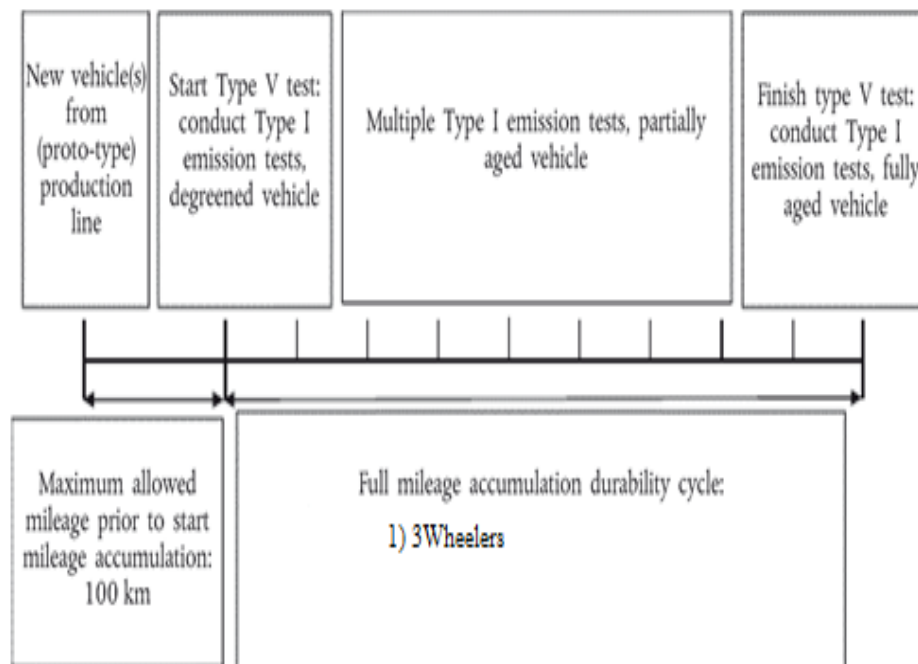 New vehicle(s)
from
(proto-type)
production
line
Start Type V test:
conduct Type I
emission tests,
degreened vehicle
Multiple Type I emission tests, partially
aged vehicle
Finish type V test:
conduct Type I
emission tests, fully
aged vehicle
Maximum allowed
mileage prior to start
mileage accumulation:
100 km
Full mileage accumulation durability cycle:
1) 3Wheelers